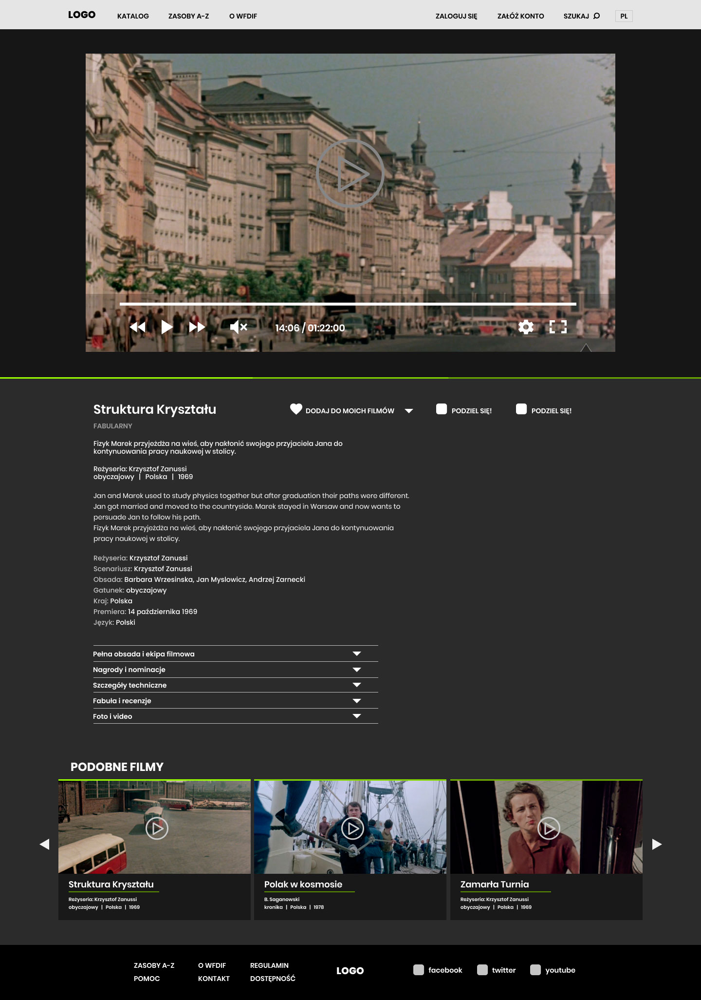 LOGO KATALOG ZASOBY A-Z O WFDIF ZALOGUJ SIĘ ZAŁÓŻ KONTO SZUKAJ PL
14:06 / 01:22:00
Struktura Kryształu DODAJ DO MOICH FILMÓW PODZIEL SIĘ! PODZIEL SIĘ!
FABULARNY
Fizyk Marek przyjeżdża na wieś, aby nakłonić swojego przyjaciela Jana do
kontynuowania pracy naukowej w stolicy.
Reżyseria: Krzysztof Zanussi
obyczajowy | Polska | 1969
Jan and Marek used to study physics together but after graduation their paths were different.
Jan got married and moved to the countryside. Marek stayed in Warsaw and now wants to
persuade Jan to follow his path.
Fizyk Marek przyjeżdża na wieś, aby nakłonić swojego przyjaciela Jana do kontynuowania
pracy naukowej w stolicy.
Reżyseria: Krzysztof Zanussi
Scenariusz: Krzysztof Zanussi
Obsada: Barbara Wrzesinska, Jan Myslowicz, Andrzej Zarnecki
Gatunek: obyczajowy
Kraj: Polska
Premiera: 14 października 1969
Język: Polski
Pełna obsada i ekipa filmowa
Nagrody i nominacje
Szczegóły techniczne
Fabuła i recenzje
Foto i video
PODOBNE FILMY
Struktura Kryształu
Reżyseria: Krzysztof Zanussi
obyczajowy | Polska | 1969
Polak w kosmosie
B. Saganowski
kronika | Polska | 1978
Zamarła Turnia
Reżyseria: Krzysztof Zanussi
obyczajowy | Polska | 1969
ZASOBY A-Z O WFDIF REGULAMIN
POMOC KONTAKT DOSTĘPNOŚĆ
LOGO
facebook twitter youtube